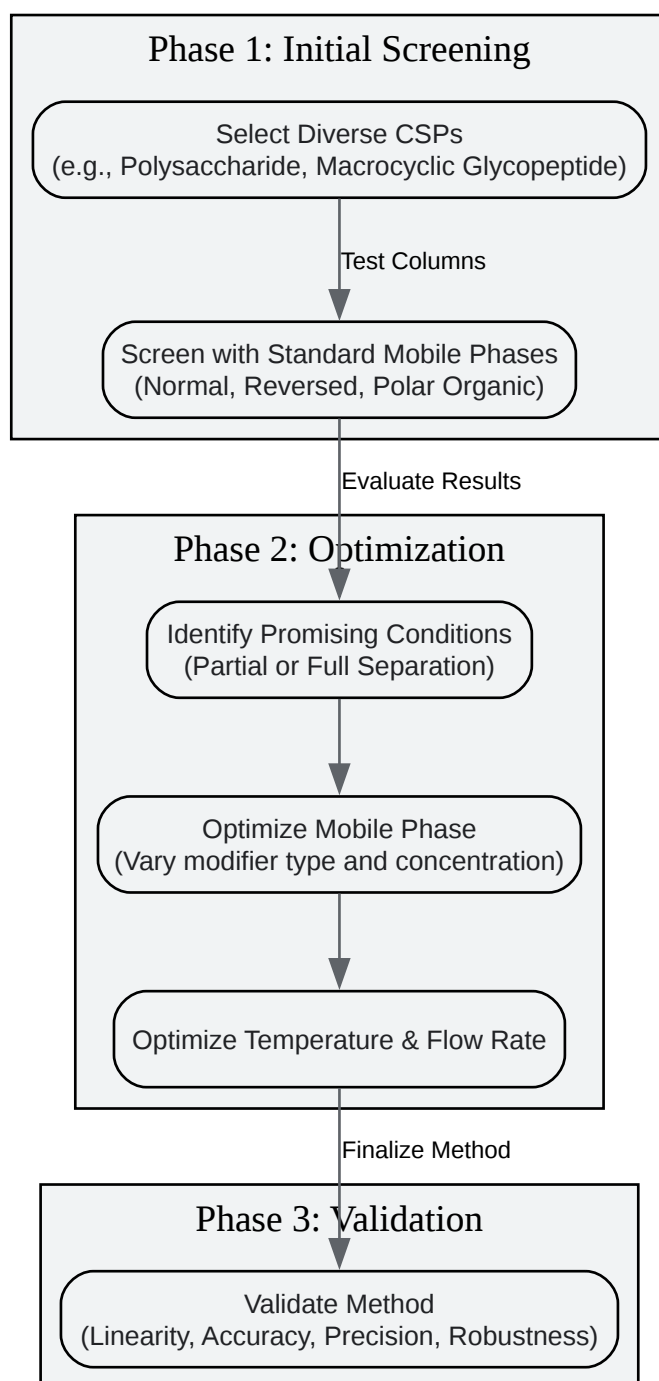 Phase 1: Initial Screening
Select Diverse CSPs
(e.g., Polysaccharide, Macrocyclic Glycopeptide)
Test Columns
Screen with Standard Mobile Phases
(Normal, Reversed, Polar Organic)
Evaluate Results
Phase 2: Optimization
Identify Promising Conditions
(Partial or Full Separation)
Optimize Mobile Phase
(Vary modifier type and concentration)
Optimize Temperature & Flow Rate
Finalize Method
Phase 3: Validation
Validate Method
(Linearity, Accuracy, Precision, Robustness)